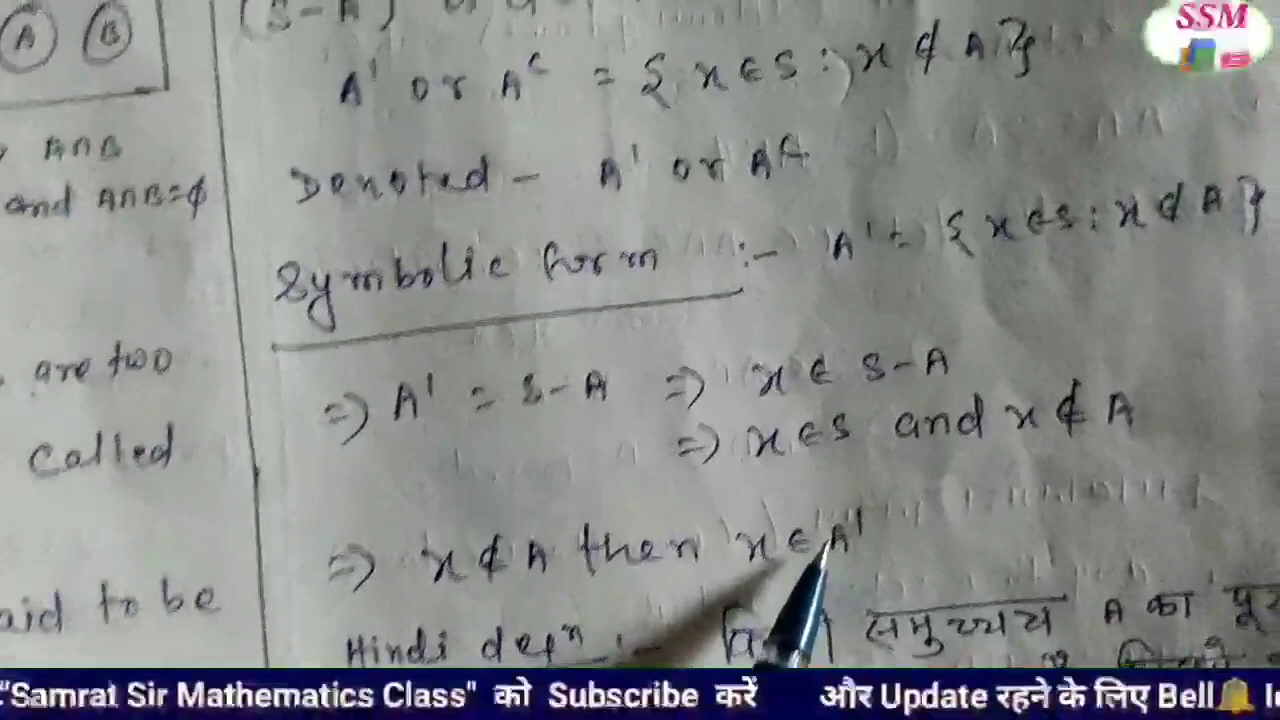 (S-A)
A B
A' or A^c = { x ∈ S : x ∉ A }
A∩B
and A∩B=ϕ
Denoted - A' or A^c
Symbolic form :- A' = { x ∈ S : x ∉ A }
are two
called
⇒ A' = S - A ⇒ x ∈ S - A
⇒ x ∈ S and x ∉ A
⇒ x ∉ A then x ∈ A'
to be
Hindi defn :- समुच्चय A का
SSM
"Samrat Sir Mathematics Class" को Subscribe करें और Update रहने के लिए Bell🔔